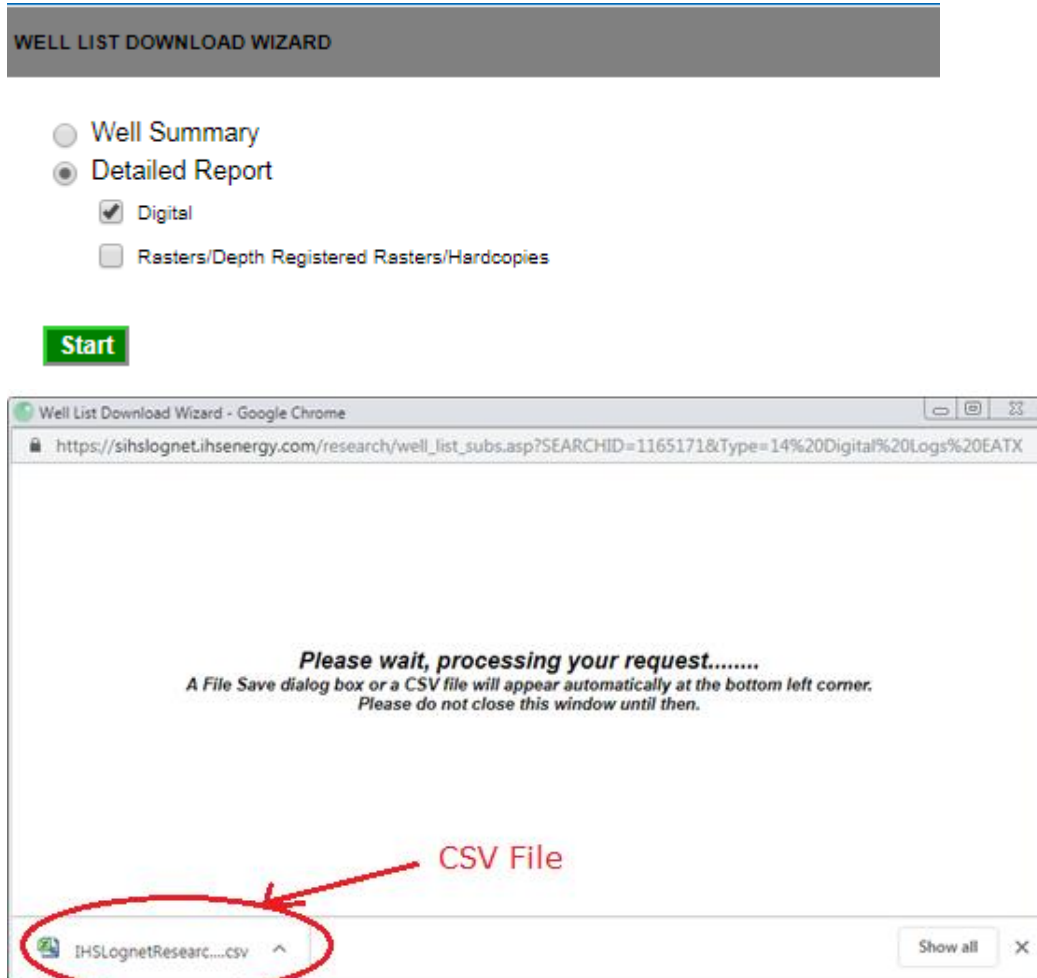 WELL LIST DOWNLOAD WIZARD
Well Summary
Detailed Report
Digital
Rasters/Depth Registered Rasters/Hardcopies
Start
Well List Download Wizard - Google Chrome
https://sihslognet.ihsenergy.com/research/well_list_subs.asp?SEARCHID=1165171&Type=14%20Digital%20Logs%20EATX
Please wait, processing your request........
A File Save dialog box or a CSV file will appear automatically at the bottom left corner.
Please do not close this window until then.
CSV File
IHSLognetResearc....csv
Show all